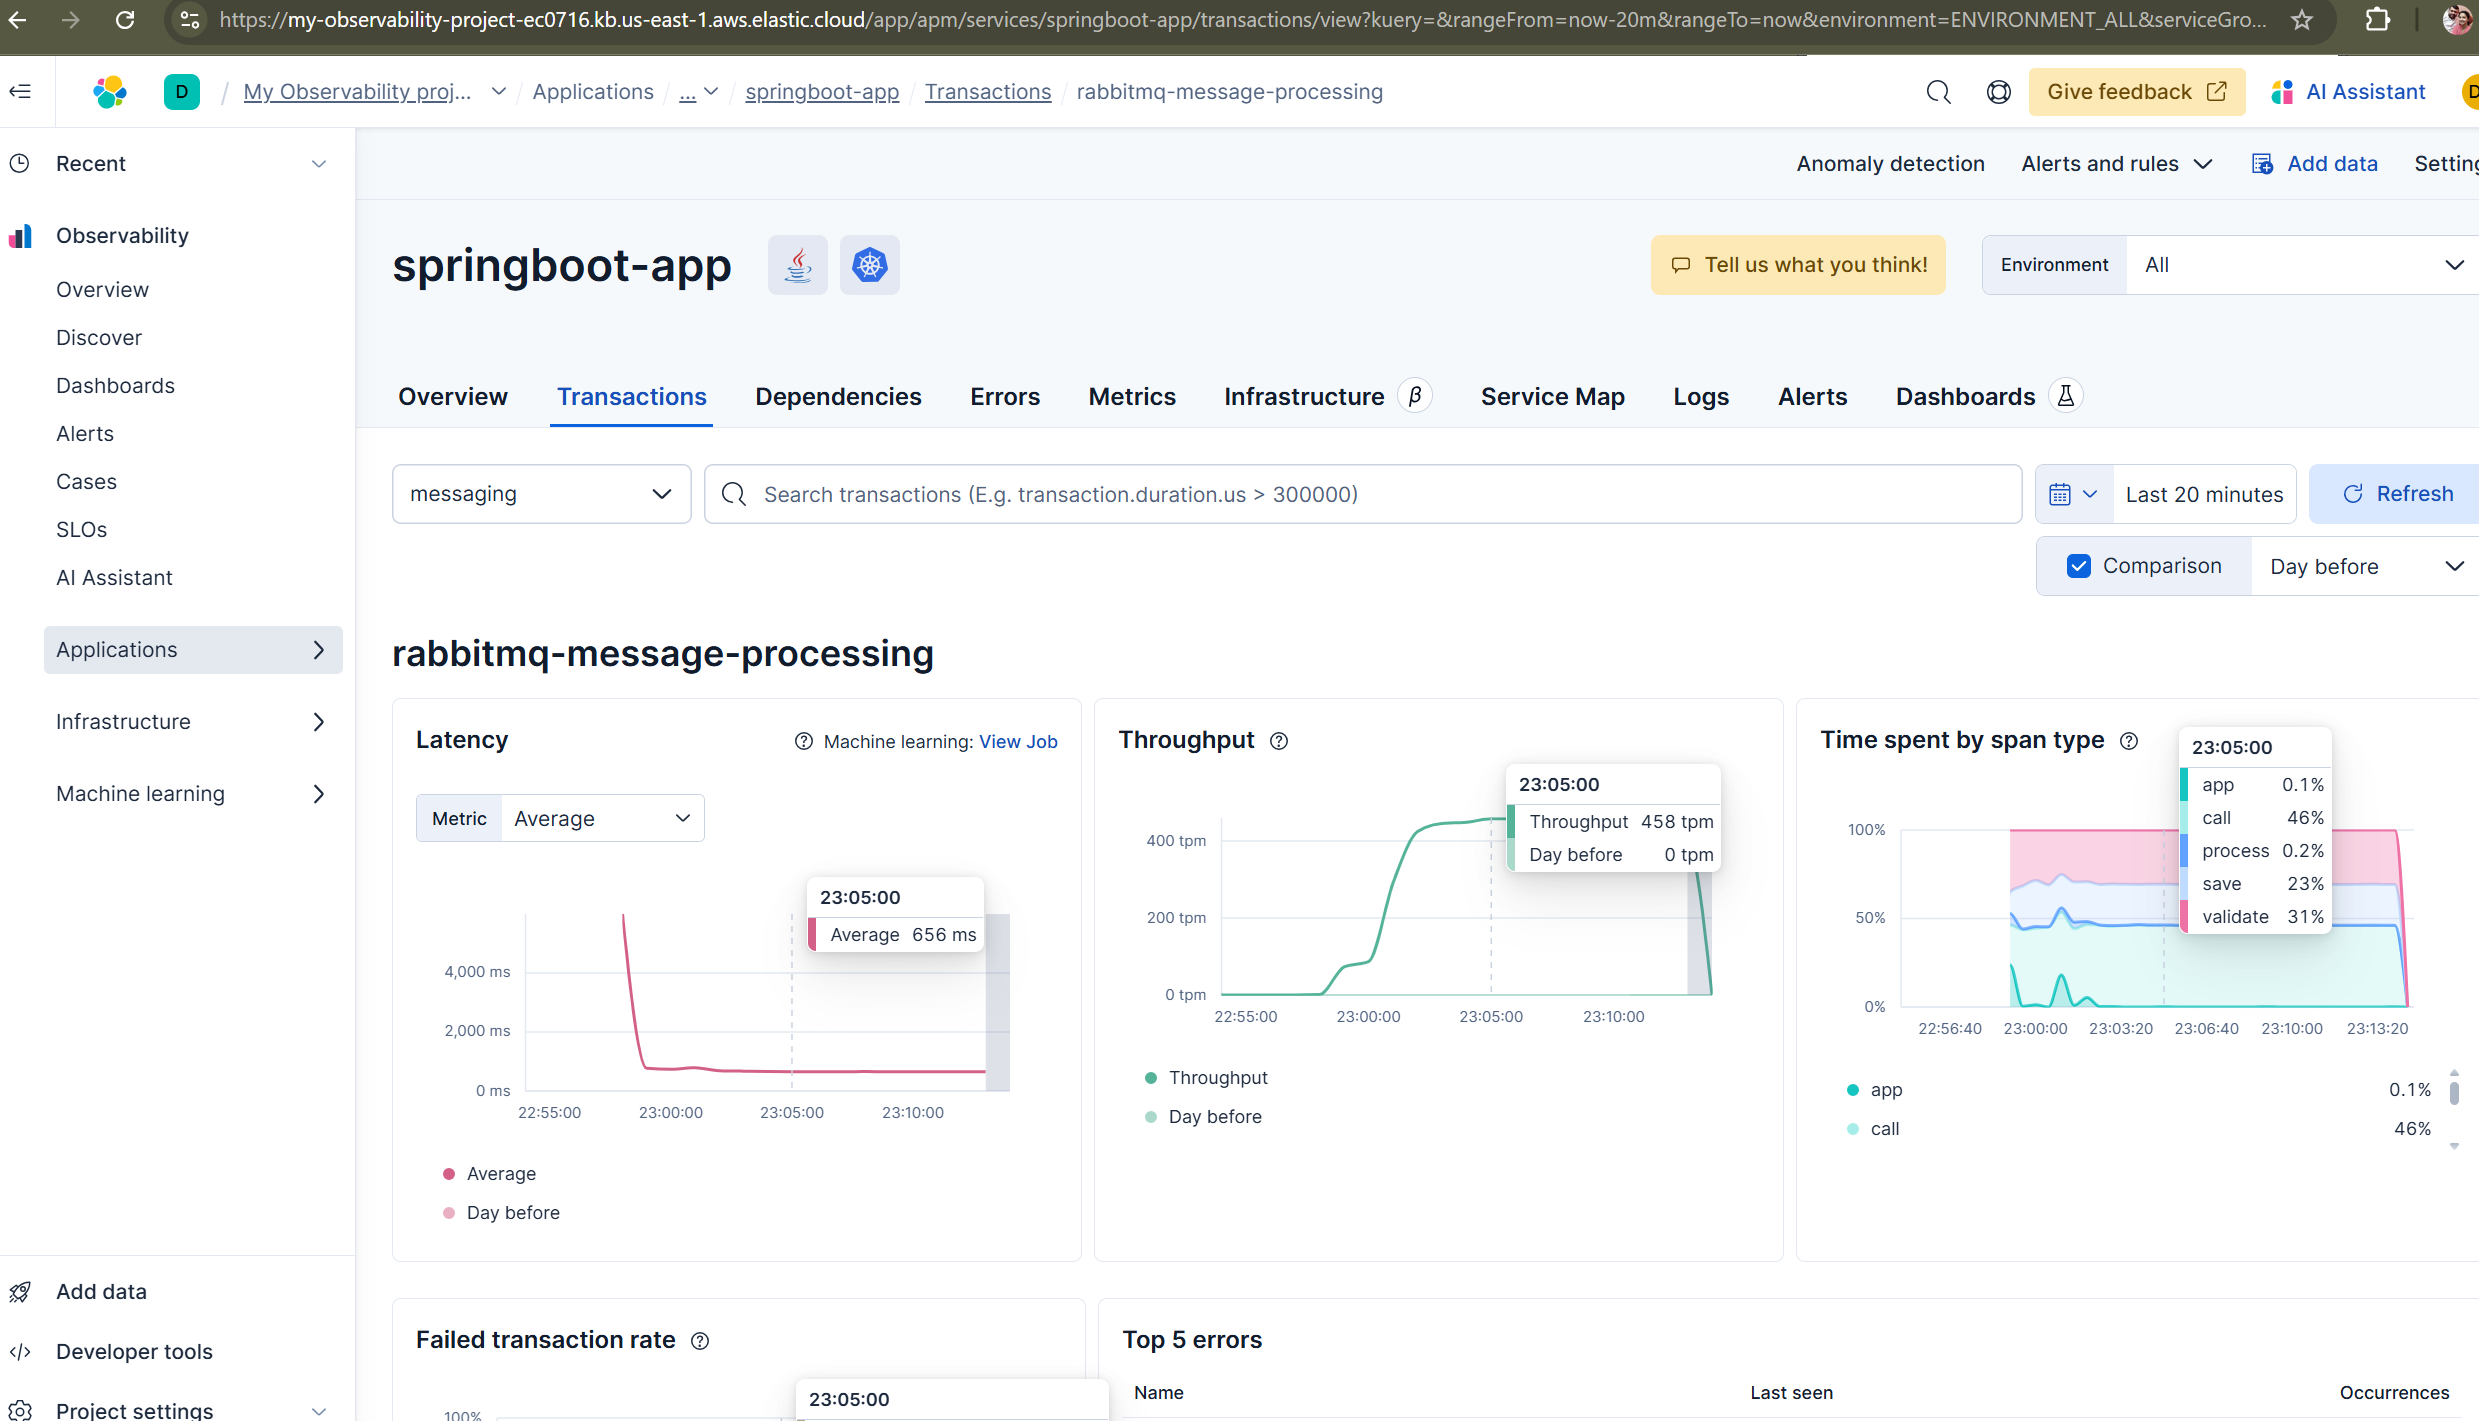 https://my-observability-project-ec0716.kb.us-east-1.aws.elastic.cloud/app/apm/services/springboot-app/transactions/view?kuery=&rangeFrom=now-20m&rangeTo=now&environment=ENVIRONMENT_ALL&serviceGro...
D / My Observability proj... / Applications / ... / springboot-app / Transactions / rabbitmq-message-processing
Give feedback
AI Assistant
D
Recent
Observability
Overview
Discover
Dashboards
Alerts
Cases
SLOs
AI Assistant
Applications
Infrastructure
Machine learning
Add data
Developer tools
Project settings
Anomaly detection
Alerts and rules
Add data
Setting
springboot-app
Tell us what you think!
Environment
All
Overview
Transactions
Dependencies
Errors
Metrics
Infrastructure β
Service Map
Logs
Alerts
Dashboards
messaging
Search transactions (E.g. transaction.duration.us > 300000)
Last 20 minutes
Refresh
Comparison
Day before
rabbitmq-message-processing
Latency
Machine learning: View Job
Metric
Average
23:05:00
Average 656 ms
4,000 ms
2,000 ms
0 ms
22:55:00 23:00:00 23:05:00 23:10:00
Average
Day before
Throughput
23:05:00
Throughput 458 tpm
Day before 0 tpm
400 tpm
200 tpm
0 tpm
22:55:00 23:00:00 23:05:00 23:10:00
Throughput
Day before
Time spent by span type
23:05:00
app 0.1%
call 46%
process 0.2%
save 23%
validate 31%
100%
50%
0%
22:56:40 23:00:00 23:03:20 23:06:40 23:10:00 23:13:20
app 0.1%
call 46%
Failed transaction rate
23:05:00
100%
Top 5 errors
Name Last seen Occurrences